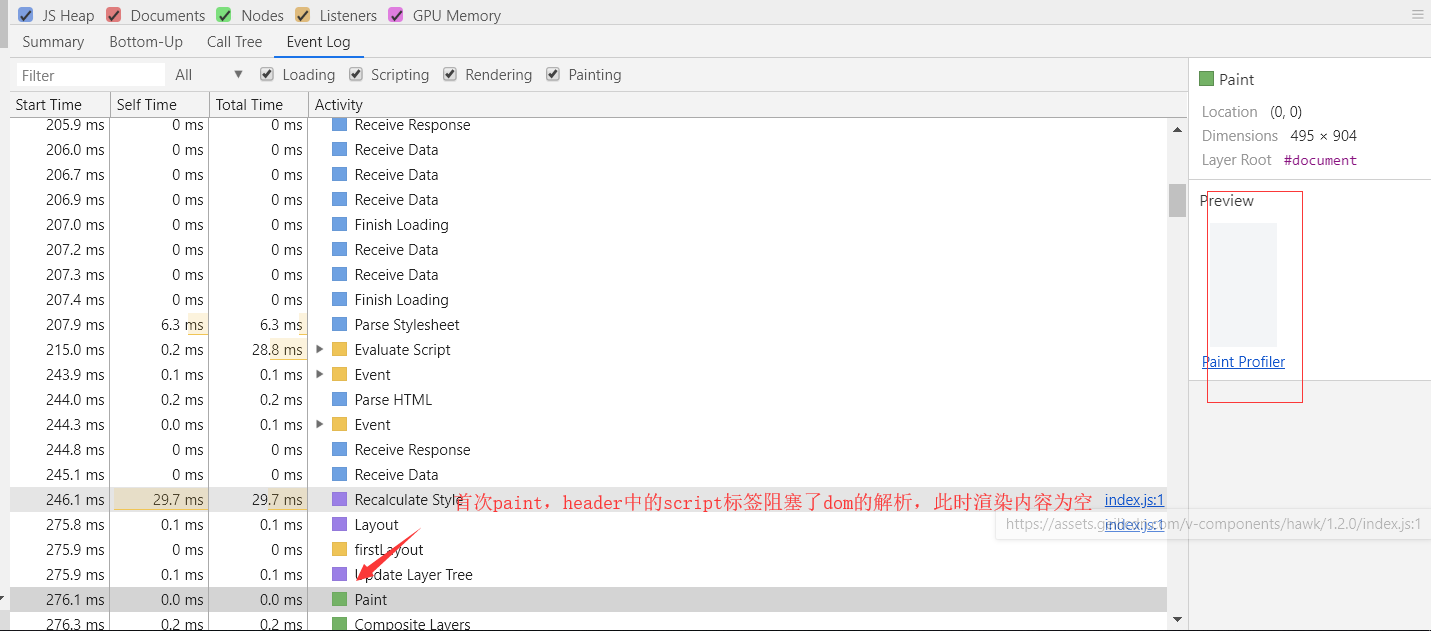 JS Heap Documents Nodes Listeners GPU Memory
Summary Bottom-Up Call Tree Event Log
Filter All Loading Scripting Rendering Painting
Start Time Self Time Total Time Activity
205.9 ms 0 ms 0 ms Receive Response
206.0 ms 0 ms 0 ms Receive Data
206.7 ms 0 ms 0 ms Receive Data
206.9 ms 0 ms 0 ms Receive Data
207.0 ms 0 ms 0 ms Finish Loading
207.2 ms 0 ms 0 ms Receive Data
207.3 ms 0 ms 0 ms Receive Data
207.4 ms 0 ms 0 ms Finish Loading
207.9 ms 6.3 ms 6.3 ms Parse Stylesheet
215.0 ms 0.2 ms 28.8 ms Evaluate Script
243.9 ms 0.1 ms 0.1 ms Event
244.0 ms 0.2 ms 0.2 ms Parse HTML
244.3 ms 0.0 ms 0.1 ms Event
244.8 ms 0 ms 0 ms Receive Response
245.1 ms 0 ms 0 ms Receive Data
246.1 ms 29.7 ms 29.7 ms Recalculate Style index.js:1
首次paint，header中的script标签阻塞了dom的解析，此时渲染内容为空
275.8 ms 0.1 ms 0.1 ms Layout index.js:1
275.9 ms 0 ms 0 ms firstLayout
275.9 ms 0.1 ms 0.1 ms Update Layer Tree
276.1 ms 0.0 ms 0.0 ms Paint
276.3 ms 0.2 ms 0.2 ms Composite Layers
Paint
Location (0, 0)
Dimensions 495 × 904
Layer Root #document
Preview
Paint Profiler